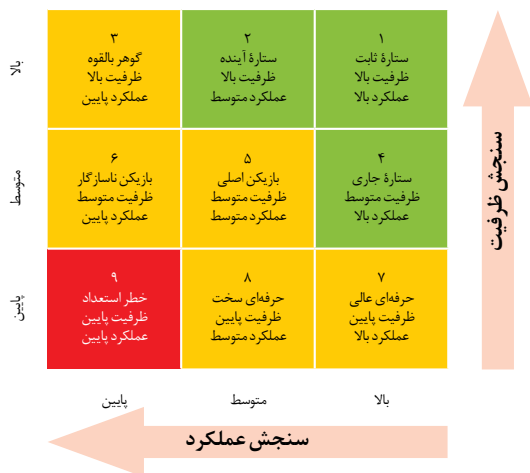 ۱
ستارهٔ ثابت
ظرفیت بالا
عملکرد بالا
۲
ستارهٔ آینده
ظرفیت بالا
عملکرد متوسط
۳
گوهر بالقوه
ظرفیت بالا
عملکرد پایین
بالا
۴
ستارهٔ جاری
ظرفیت متوسط
عملکرد بالا
۵
بازیکن اصلی
ظرفیت متوسط
عملکرد متوسط
۶
بازیکن ناسازگار
ظرفیت متوسط
عملکرد پایین
متوسط
۷
حرفه‌ای عالی
ظرفیت پایین
عملکرد بالا
۸
حرفه‌ای سخت
ظرفیت پایین
عملکرد متوسط
۹
خطر استعداد
ظرفیت پایین
عملکرد پایین
پایین
سنجش ظرفیت
بالا
متوسط
پایین
سنجش عملکرد